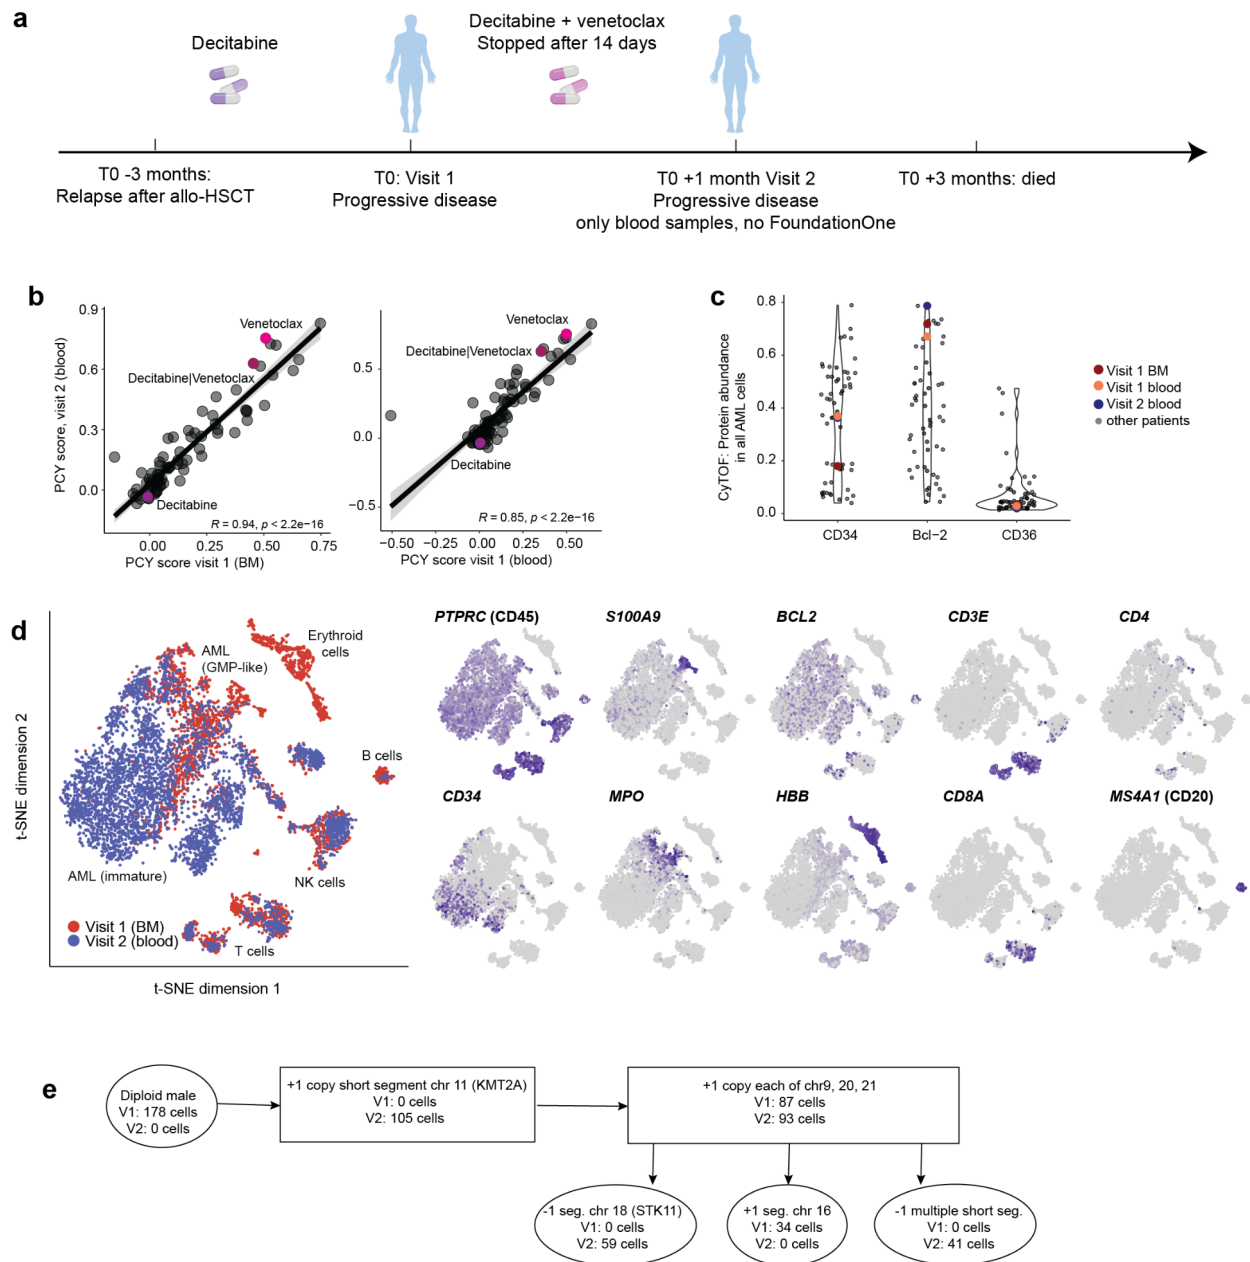 a
Decitabine
Decitabine + venetoclax
Stopped after 14 days
T0 -3 months:
Relapse after allo-HSCT
T0: Visit 1
Progressive disease
T0 +1 month Visit 2
Progressive disease
only blood samples, no FoundationOne
T0 +3 months: died
b
PCY score, visit 2 (blood)
0.9
0.6
0.3
0.0
Venetoclax
Decitabine|Venetoclax
Decitabine
R = 0.94, p < 2.2e−16
0.00 0.25 0.50 0.75
PCY score visit 1 (BM)
0.5
0.0
−0.5
Venetoclax
Decitabine|Venetoclax
Decitabine
R = 0.85, p < 2.2e−16
−0.50 −0.25 0.00 0.25 0.50
PCY score visit 1 (blood)
c
CyTOF: Protein abundance
in all AML cells
0.8
0.6
0.4
0.2
0.0
CD34 Bcl−2 CD36
Visit 1 BM
Visit 1 blood
Visit 2 blood
other patients
d
t-SNE dimension 2
AML
(GMP-like)
Erythroid
cells
B cells
AML (immature)
NK cells
Visit 1 (BM)
Visit 2 (blood)
T cells
t-SNE dimension 1
PTPRC (CD45)
S100A9
BCL2
CD3E
CD4
CD34
MPO
HBB
CD8A
MS4A1 (CD20)
e
Diploid male
V1: 178 cells
V2: 0 cells
+1 copy short segment chr 11 (KMT2A)
V1: 0 cells
V2: 105 cells
+1 copy each of chr9, 20, 21
V1: 87 cells
V2: 93 cells
-1 seg. chr 18 (STK11)
V1: 0 cells
V2: 59 cells
+1 seg. chr 16
V1: 34 cells
V2: 0 cells
-1 multiple short seg.
V1: 0 cells
V2: 41 cells